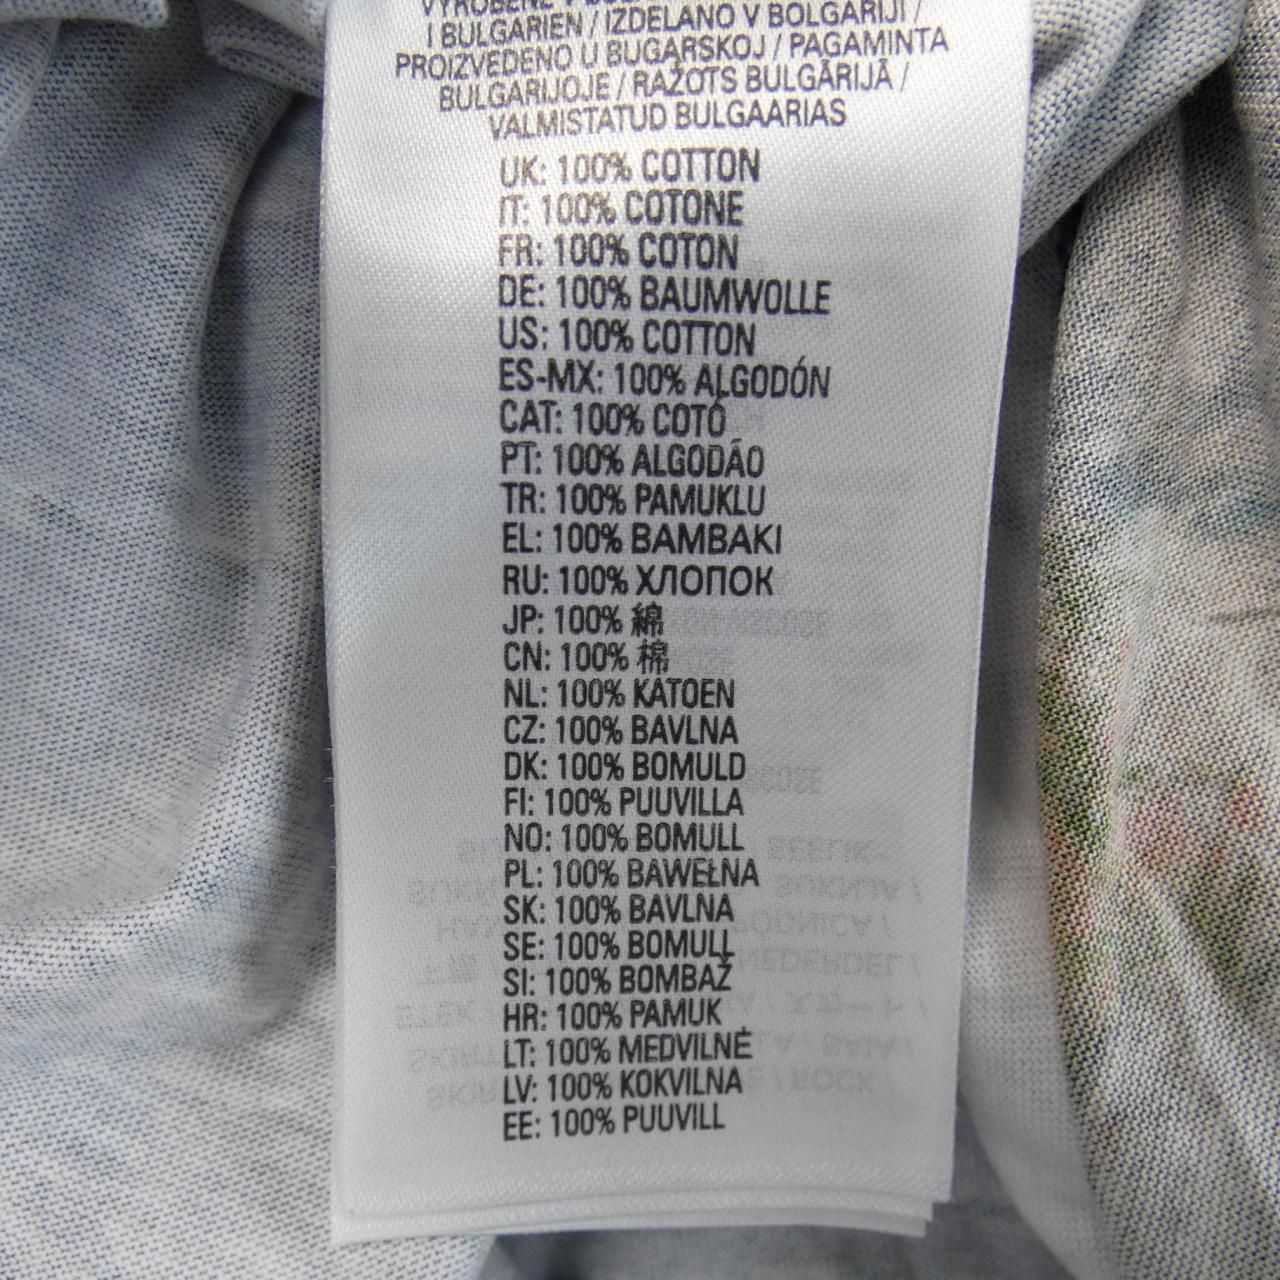 I BULGARIEN / IZDELANO V BOLGARIJI /
PROIZVEDENO U BUGARSKOJ / PAGAMINTA
BULGARIJOJE / RAŽOTS BULGĀRIJĀ /
VALMISTATUD BULGAARIAS
UK: 100% COTTON
IT: 100% COTONE
FR: 100% COTON
DE: 100% BAUMWOLLE
US: 100% COTTON
ES-MX: 100% ALGODÓN
CAT: 100% COTÓ
PT: 100% ALGODÃO
TR: 100% PAMUKLU
EL: 100% BAMBAKI
RU: 100% ХЛОПОК
JP: 100% 綿
CN: 100% 棉
NL: 100% KATOEN
CZ: 100% BAVLNA
DK: 100% BOMULD
FI: 100% PUUVILLA
NO: 100% BOMULL
PL: 100% BAWEŁNA
SK: 100% BAVLNA
SE: 100% BOMULL
SI: 100% BOMBAŽ
HR: 100% PAMUK
LT: 100% MEDVILNĖ
LV: 100% KOKVILNA
EE: 100% PUUVILL